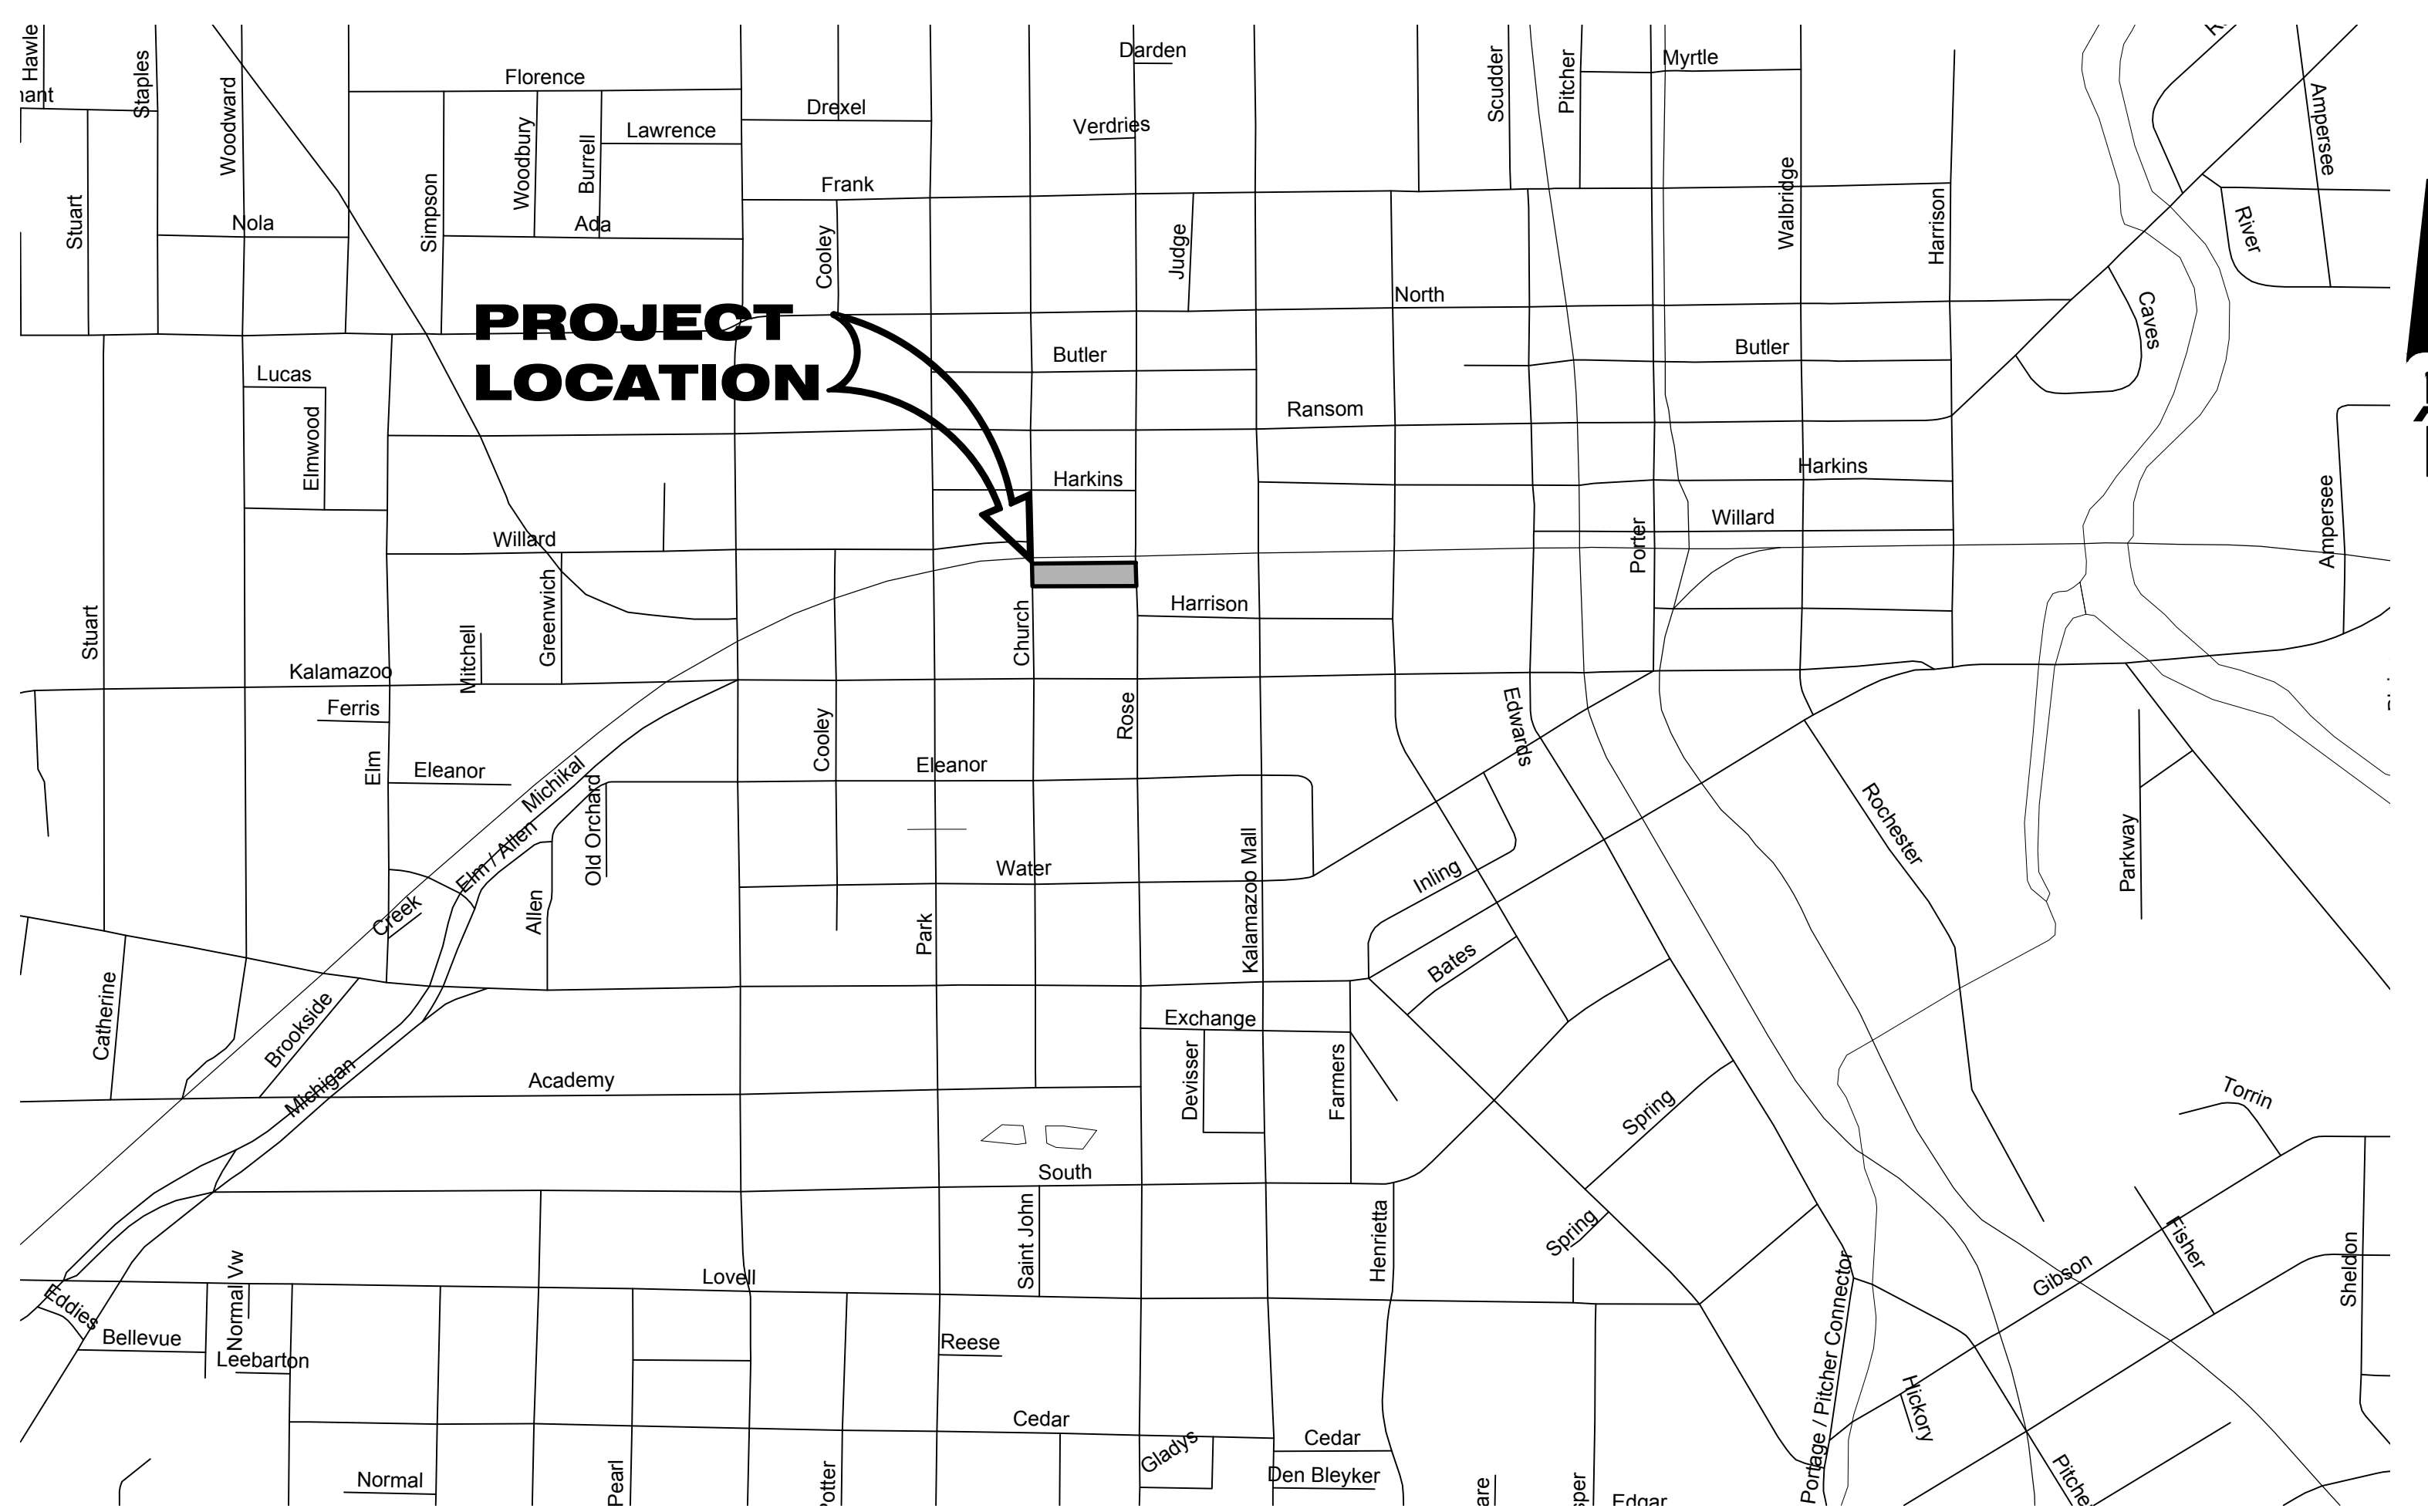 Hawle
Staples
Woodward
Florence
Darden
Scudder
Pitcher
Myrtle
Ampersee
Woodbury
Burrell
Lawrence
Drexel
Verdries
Stuart
Nola
Simpson
Ada
Frank
Cooley
Judge
Walbridge
Harrison
River
North
Caves
PROJECT
LOCATION
Butler
Butler
Lucas
Elmwood
Ransom
Harkins
Harkins
Willard
Willard
Porter
Ampersee
Stuart
Greenwich
Mitchell
Church
Harrison
Kalamazoo
Ferris
Elm
Eleanor
Michikal
Elm / Allen
Old Orchard
Cooley
Rose
Eleanor
Edwards
Rochester
Parkway
Creek
Allen
Park
Water
Kalamazoo Mall
Inling
Bates
Catherine
Brookside
Michigan
Academy
Exchange
Devisser
Farmers
Spring
Torrin
South
Saint John
Henrietta
Spring
Fisher
Gibson
Sheldon
Eddies
Normal Vw
Lovell
Bellevue
Leebarton
Reese
Portage / Pitcher Connector
Hickory
Cedar
Cedar
Gladys
Den Bleyker
Normal
Pearl
otter
are
sper
Edgar
Pitche